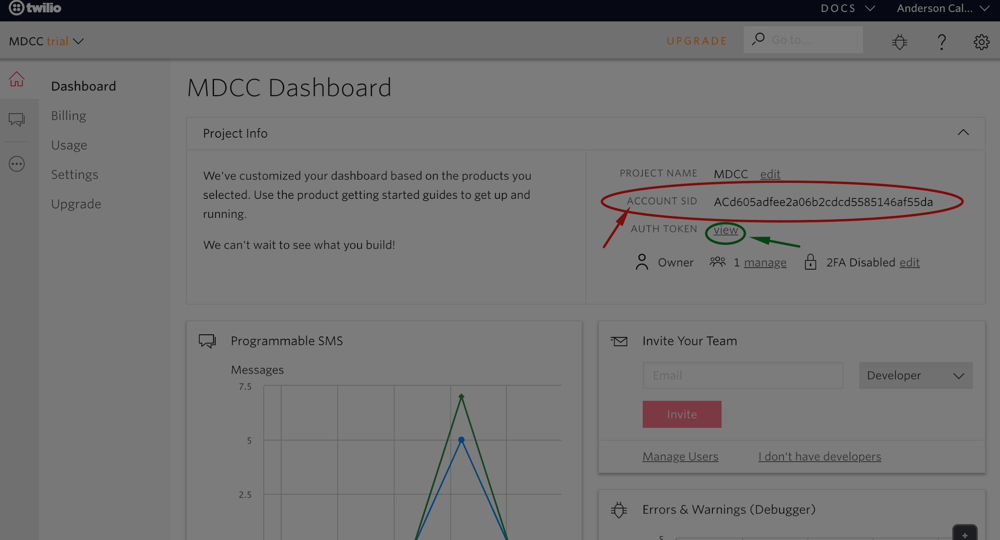 twilio
DOCS
Anderson Cal...
MDCC trial
UPGRADE
Go to...
Dashboard
Billing
Usage
Settings
Upgrade
MDCC Dashboard
Project Info
We've customized your dashboard based on the products you
selected. Use the product getting started guides to get up and
running.
We can't wait to see what you build!
PROJECT NAME MDCC edit
ACCOUNT SID ACd605adfee2a06b2cdcd5585146af55da
AUTH TOKEN view
Owner 1 manage 2FA Disabled edit
Programmable SMS
Messages
7.5
5
2.5
Invite Your Team
Email
Developer
Invite
Manage Users I don't have developers
Errors & Warnings (Debugger)
5